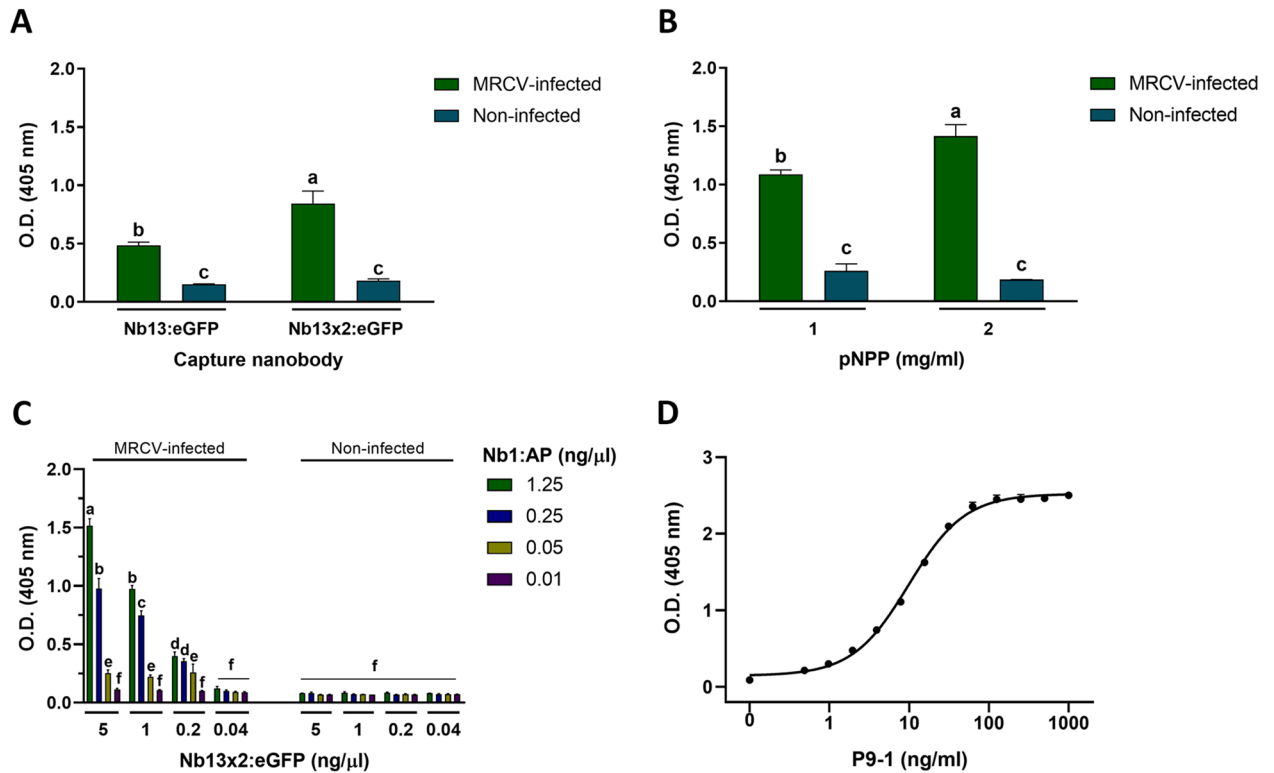 A
2.0
1.5
1.0
0.5
0.0
O.D. (405 nm)
b
c
a
c
MRCV-infected
Non-infected
Nb13:eGFP
Nb13x2:eGFP
Capture nanobody
B
2.0
1.5
1.0
0.5
0.0
O.D. (405 nm)
b
c
a
c
MRCV-infected
Non-infected
1
2
pNPP (mg/ml)
C
MRCV-infected
Non-infected
2.0
1.5
1.0
0.5
0.0
O.D. (405 nm)
a
b
e
f
b
c
e
f
d
d
e
f
f
f
Nb1:AP (ng/µl)
1.25
0.25
0.05
0.01
5
1
0.2
0.04
5
1
0.2
0.04
Nb13x2:eGFP (ng/µl)
D
3
2
1
0
O.D. (405 nm)
0
1
10
100
1000
P9-1 (ng/ml)